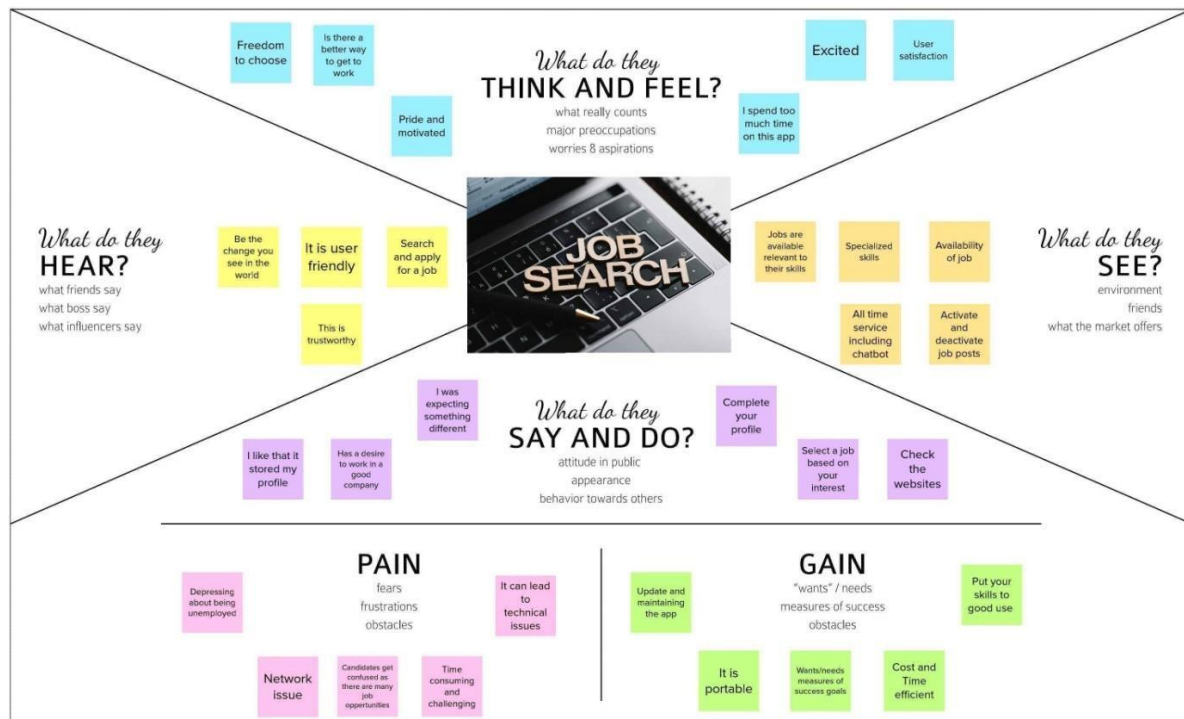 Freedom
to choose
Is there a
better way
to get to
work
Pride and
motivated
What do they
THINK AND FEEL?
what really counts
major preoccupations
worries & aspirations
Excited
User
satisfaction
I spend too
much time
on this app
What do they
HEAR?
what friends say
what boss say
what influencers say
Be the
change you
see in the
world
It is user
friendly
Search
and apply
for a job
This is
trustworthy
JOB
SEARCH
Jobs are
available
relevant to
their skills
Specialized
skills
Availability
of job
All time
service
including
chatbot
Activate
and
deactivate
job posts
What do they
SEE?
environment
friends
what the market offers
I was
expecting
something
different
I like that it
stored my
profile
Has a desire
to work in a
good
company
What do they
SAY AND DO?
attitude in public
appearance
behavior towards others
Complete
your
profile
Select a job
based on
your
interest
Check
the
websites
PAIN
fears
frustrations
obstacles
Depressing
about being
unemployed
It can lead
to
technical
issues
Network
issue
Candidates get
confused as
there are many
job
oppertunities
Time
consuming
and
challenging
GAIN
"wants" / needs
measures of success
obstacles
Update and
maintaining
the app
Put your
skills to
good use
It is
portable
Wants/needs
measures of
success goals
Cost and
Time
efficient